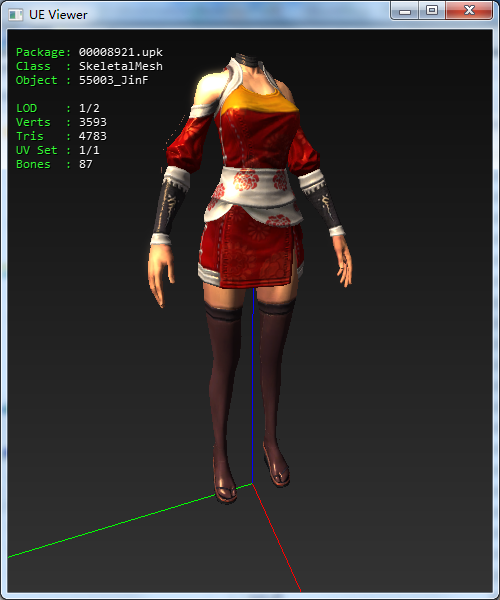 UE Viewer
Package: 00008921.upk
Class : SkeletalMesh
Object : 55003_JinF
LOD : 1/2
Verts : 3593
Tris : 4783
UV Set : 1/1
Bones : 87